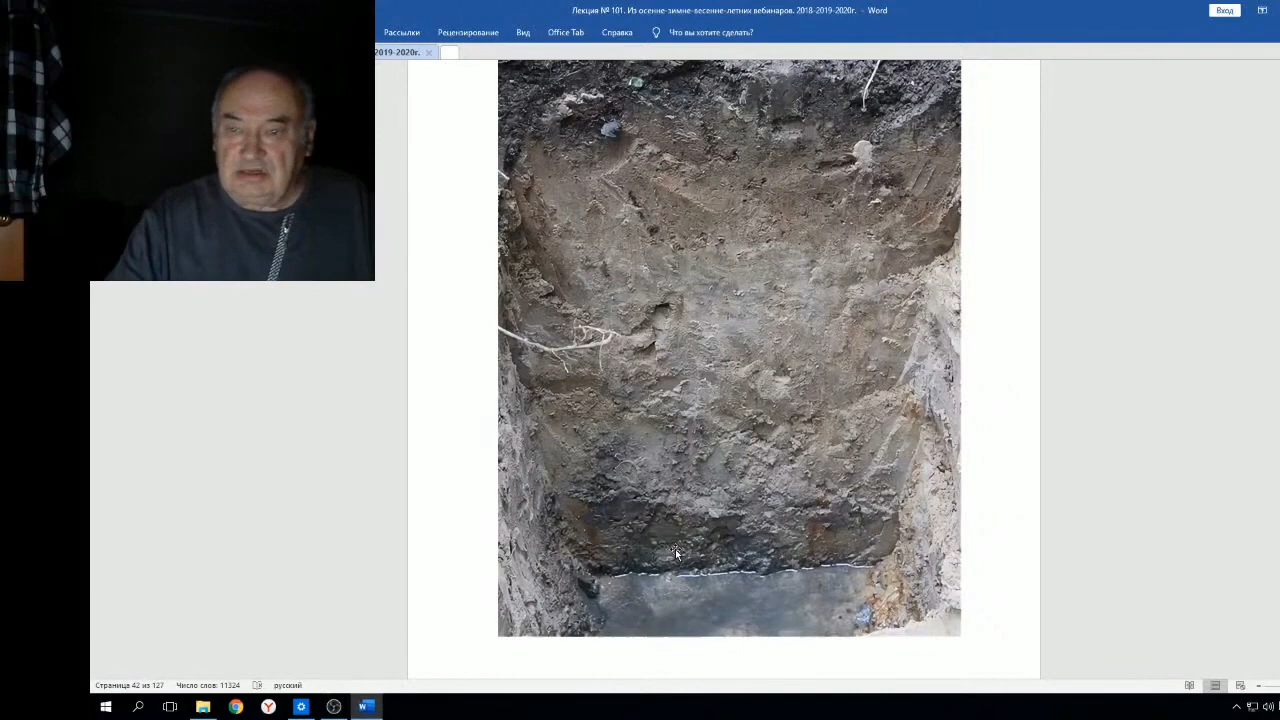 Лекция № 101. Из осенне-зимне-весенне-летних вебинаров. 2018-2019-2020г. - Word
Вход
Рассылки Рецензирование Вид Office Tab Справка Что вы хотите сделать?
2019-2020г.
Страница 42 из 127 Число слов: 11324 русский